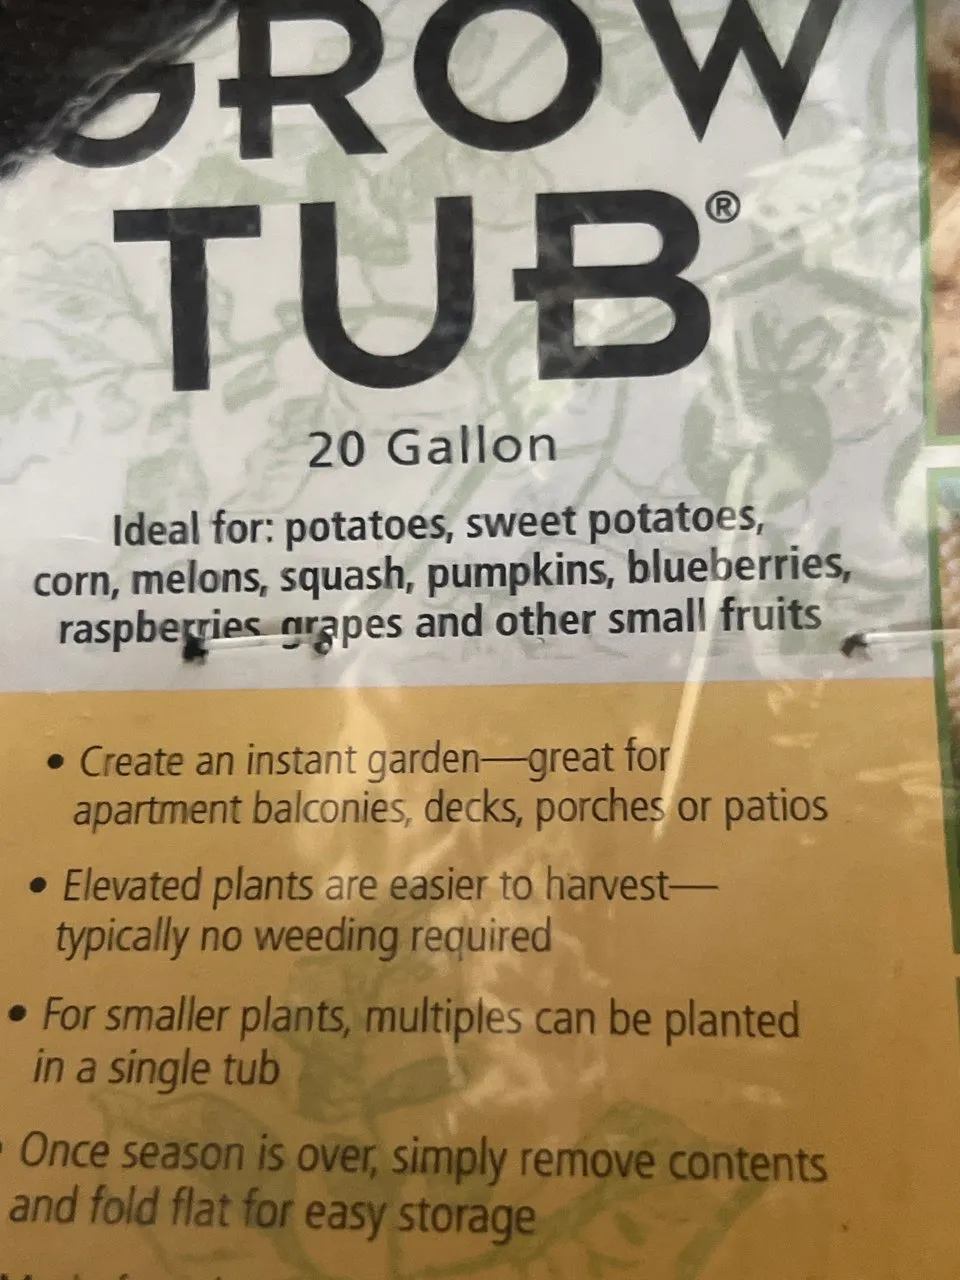 GROW
TUB®
20 Gallon
Ideal for: potatoes, sweet potatoes,
corn, melons, squash, pumpkins, blueberries,
raspberries, grapes and other small fruits
• Create an instant garden—great for
apartment balconies, decks, porches or patios
• Elevated plants are easier to harvest—
typically no weeding required
• For smaller plants, multiples can be planted
in a single tub
• Once season is over, simply remove contents
and fold flat for easy storage